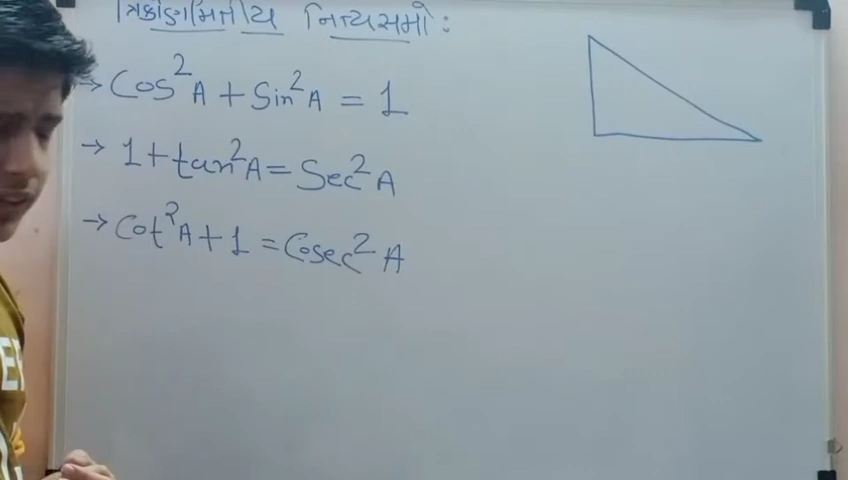 ત્રિકોણમિતીય નિત્યસમો :
→ Cos²A + Sin²A = 1
→ 1 + tan²A = Sec²A
→ Cot²A + 1 = Cosec²A